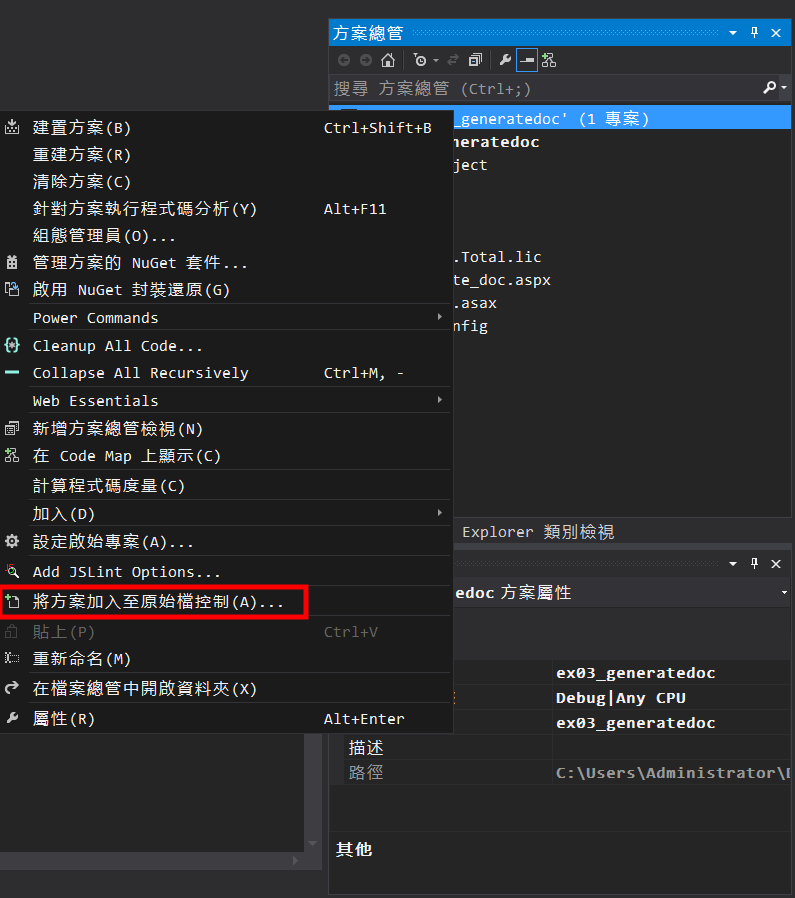 方案總管
搜尋 方案總管 (Ctrl+;)
_generatedoc' (1 專案)
neratedoc
ject
.Total.lic
te_doc.aspx
.asax
nfig
建置方案(B) Ctrl+Shift+B
重建方案(R)
清除方案(C)
針對方案執行程式碼分析(Y) Alt+F11
組態管理員(O)...
管理方案的 NuGet 套件...
啟用 NuGet 封裝還原(G)
Power Commands
Cleanup All Code...
Collapse All Recursively Ctrl+M, -
Web Essentials
新增方案總管檢視(N)
在 Code Map 上顯示(C)
計算程式碼度量(C)
加入(D)
設定啟始專案(A)...
Add JSLint Options...
將方案加入至原始檔控制(A)...
貼上(P) Ctrl+V
重新命名(M)
在檔案總管中開啟資料夾(X)
屬性(R) Alt+Enter
Explorer 類別檢視
edoc 方案屬性
ex03_generatedoc
Debug|Any CPU
ex03_generatedoc
描述
路徑 C:\Users\Administrator\D
其他